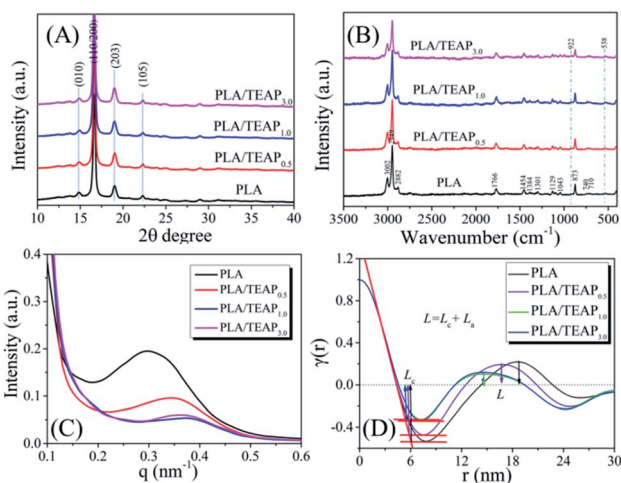 (A)
(010)
(110/200)
(203)
(105)
PLA/TEAP3.0
PLA/TEAP1.0
PLA/TEAP0.5
PLA
Intensity (a.u.)
10 15 20 25 30 35 40
2θ degree
(B)
PLA/TEAP3.0
922
538
PLA/TEAP1.0
PLA/TEAP0.5
PLA
3002
2882
1766
1454
1384
1301
1129
1043
873
710
Intensity (a.u.)
3500 3000 2500 2000 1500 1000 500
Wavenumber (cm-1)
0.4
0.3
0.2
0.1
0.0
Intensity (a.u.)
PLA
PLA/TEAP0.5
PLA/TEAP1.0
PLA/TEAP3.0
(C)
0.1 0.2 0.3 0.4 0.5 0.6
q (nm-1)
1.2
0.8
0.4
0.0
-0.4
γ(r)
PLA
PLA/TEAP0.5
PLA/TEAP1.0
PLA/TEAP3.0
L=Lc+ La
Lc
L
(D)
0 6 12 18 24 30
r (nm)